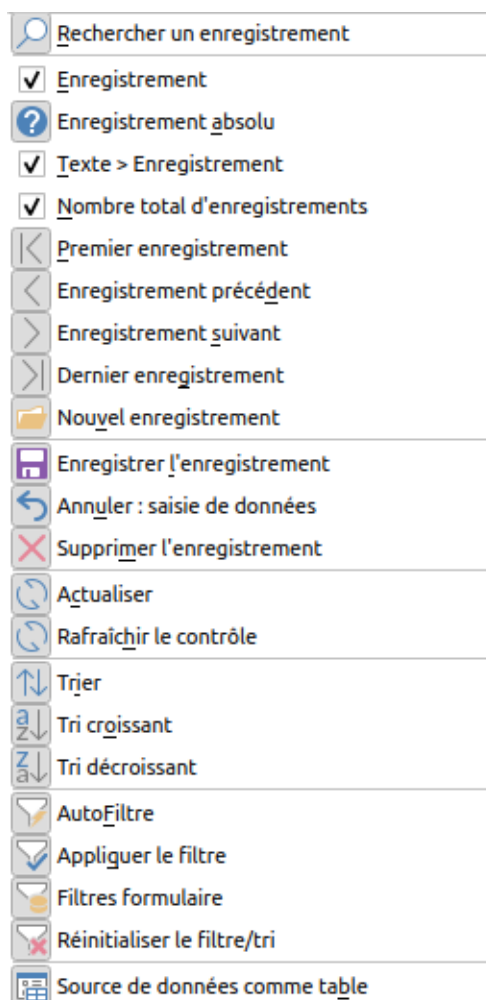 Rechercher un enregistrement
Enregistrement
Enregistrement absolu
Texte > Enregistrement
Nombre total d'enregistrements
Premier enregistrement
Enregistrement précédent
Enregistrement suivant
Dernier enregistrement
Nouvel enregistrement
Enregistrer l'enregistrement
Annuler : saisie de données
Supprimer l'enregistrement
Actualiser
Rafraîchir le contrôle
Trier
Tri croissant
Tri décroissant
AutoFiltre
Appliquer le filtre
Filtres formulaire
Réinitialiser le filtre/tri
Source de données comme table